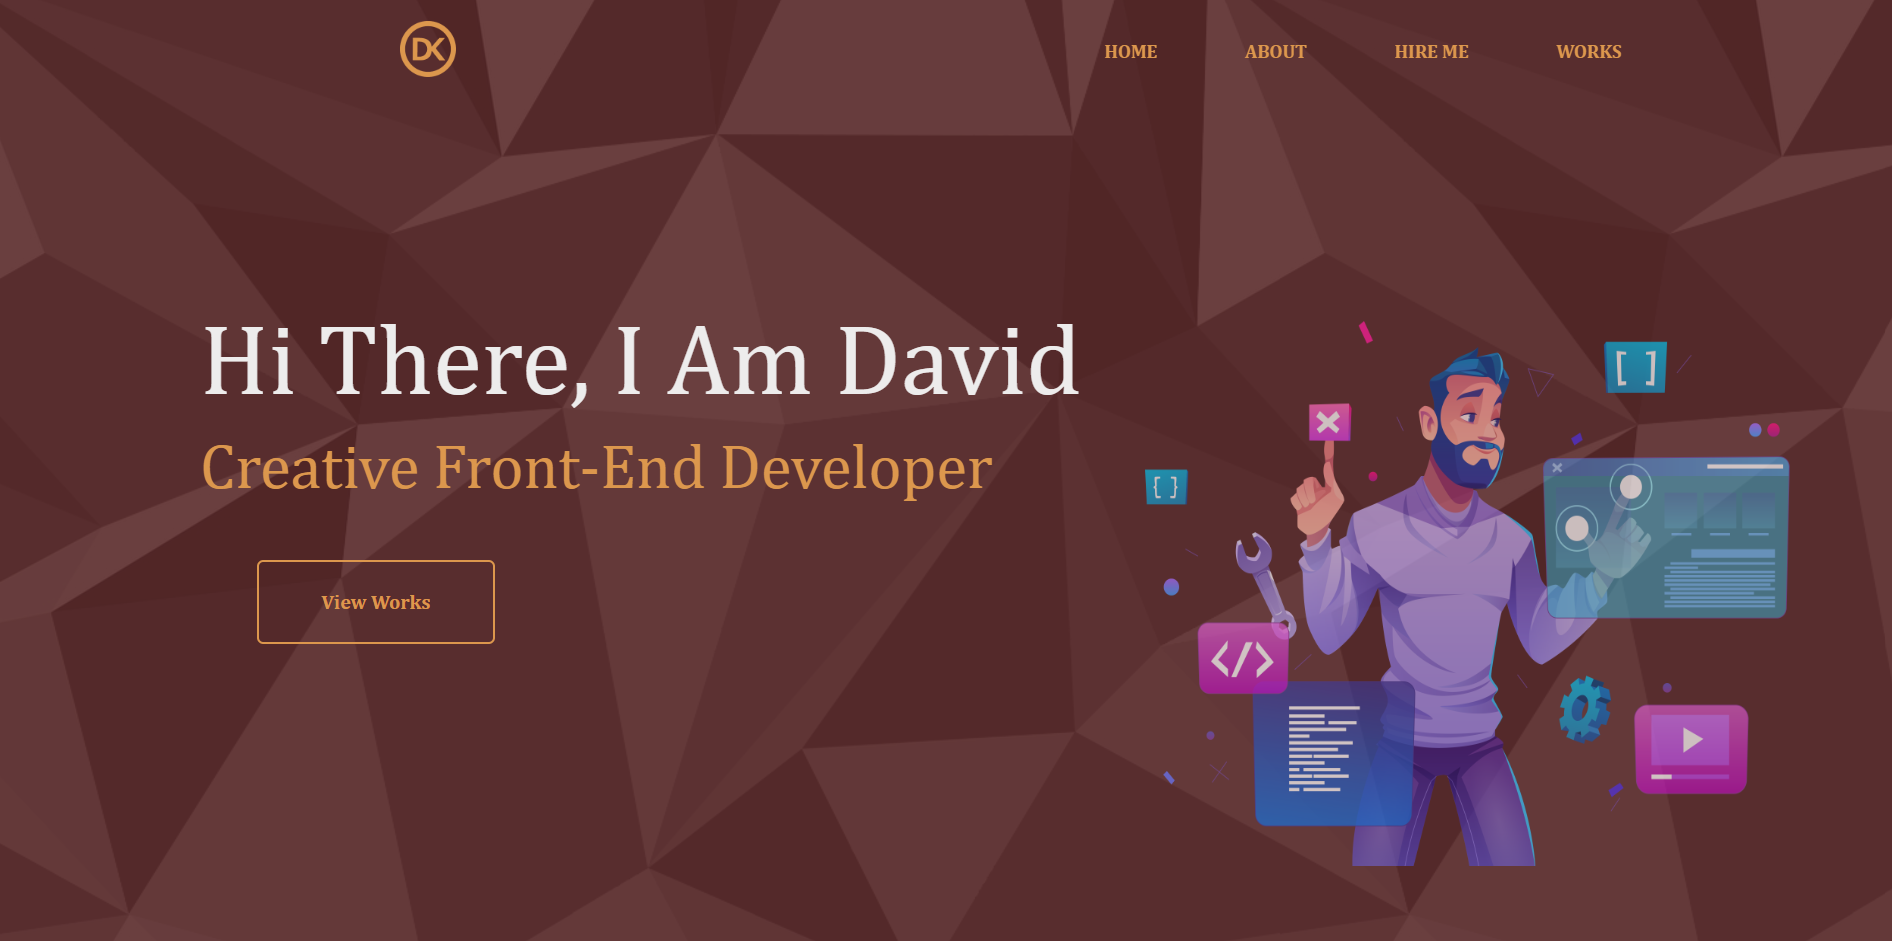 DK
HOME ABOUT HIRE ME WORKS
Hi There, I Am David
Creative Front-End Developer
View Works
[ ]
{ }
</>